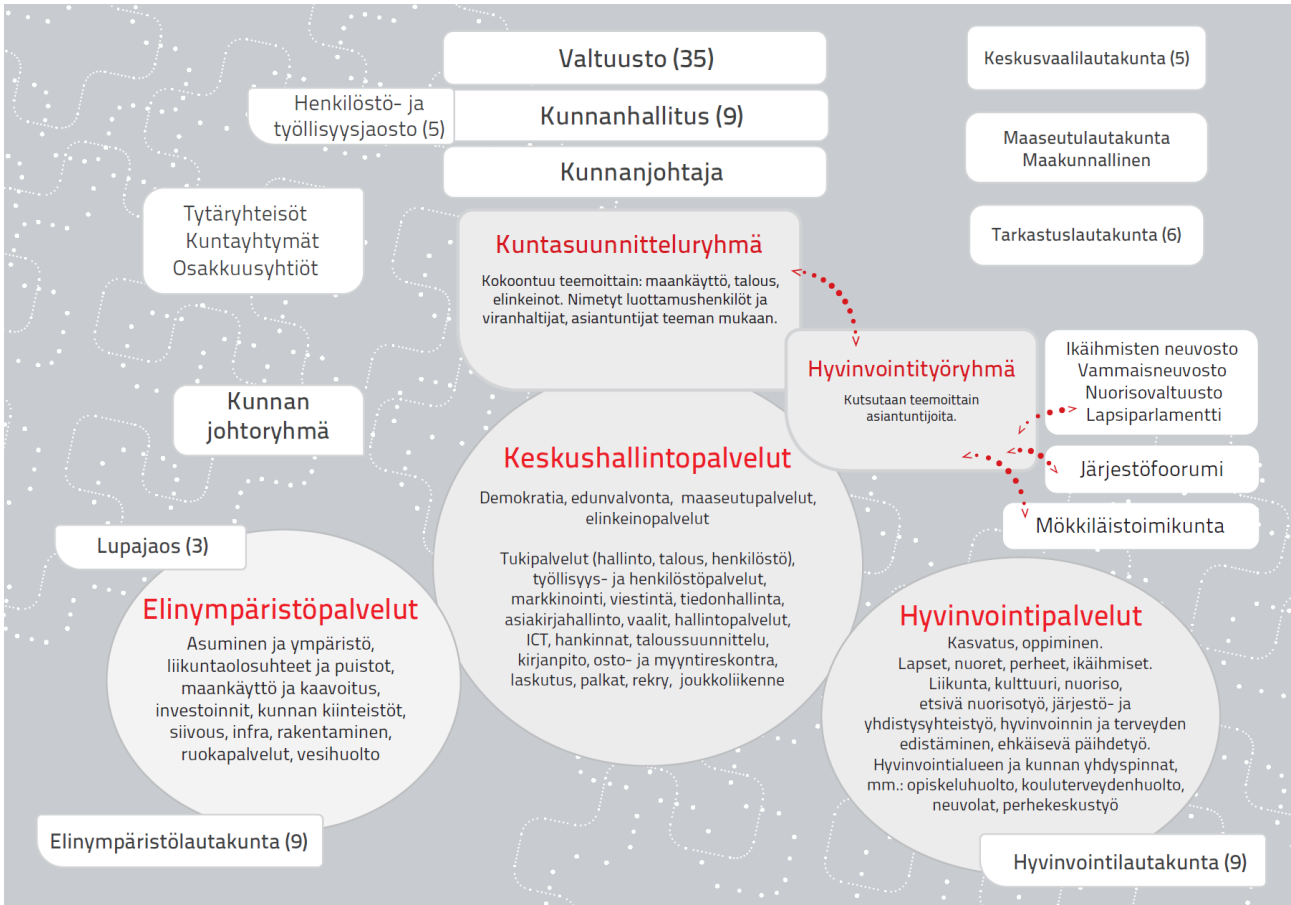 Valtuusto (35)
Keskusvaalilautakunta (5)
Henkilöstö- ja
työllisyysjaosto (5)
Kunnanhallitus (9)
Maaseutulautakunta
Maakunnallinen
Kunnanjohtaja
Tytäryhteisöt
Kuntayhtymät
Osakkuusyhtiöt
Tarkastuslautakunta (6)
Kuntasuunnitteluryhmä
Kokoontuu teemoittain: maankäyttö, talous,
elinkeinot. Nimetyt luottamushenkilöt ja
viranhaltijat, asiantuntijat teeman mukaan.
Hyvinvointityöryhmä
Kutsutaan teemoittain
asiantuntijoita.
Ikäihmisten neuvosto
Vammaisneuvosto
Nuorisovaltuusto
Lapsiparlamentti
Järjestöfoorumi
Mökkiläistoimikunta
Kunnan
johtoryhmä
Keskushallintopalvelut
Demokratia, edunvalvonta, maaseutupalvelut,
elinkeinopalvelut
Tukipalvelut (hallinto, talous, henkilöstö),
työllisyys- ja henkilöstöpalvelut,
markkinointi, viestintä, tiedonhallinta,
asiakirjahallinto, vaalit, hallintopalvelut,
ICT, hankinnat, taloussuunnittelu,
kirjanpito, osto- ja myyntireskontra,
laskutus, palkat, rekry, joukkoliikenne
Lupajaos (3)
Elinympäristöpalvelut
Asuminen ja ympäristö,
liikuntaolosuhteet ja puistot,
maankäyttö ja kaavoitus,
investoinnit, kunnan kiinteistöt,
siivous, infra, rakentaminen,
ruokapalvelut, vesihuolto
Elinympäristölautakunta (9)
Hyvinvointipalvelut
Kasvatus, oppiminen.
Lapset, nuoret, perheet, ikäihmiset.
Liikunta, kulttuuri, nuoriso,
etsivä nuorisotyö, järjestö- ja
yhdistysyhteistyö, hyvinvoinnin ja terveyden
edistäminen, ehkäisevä päihdetyö.
Hyvinvointialueen ja kunnan yhdyspinnat,
mm.: opiskeluhuolto, kouluterveydenhuolto,
neuvolat, perhekeskustyö
Hyvinvointilautakunta (9)